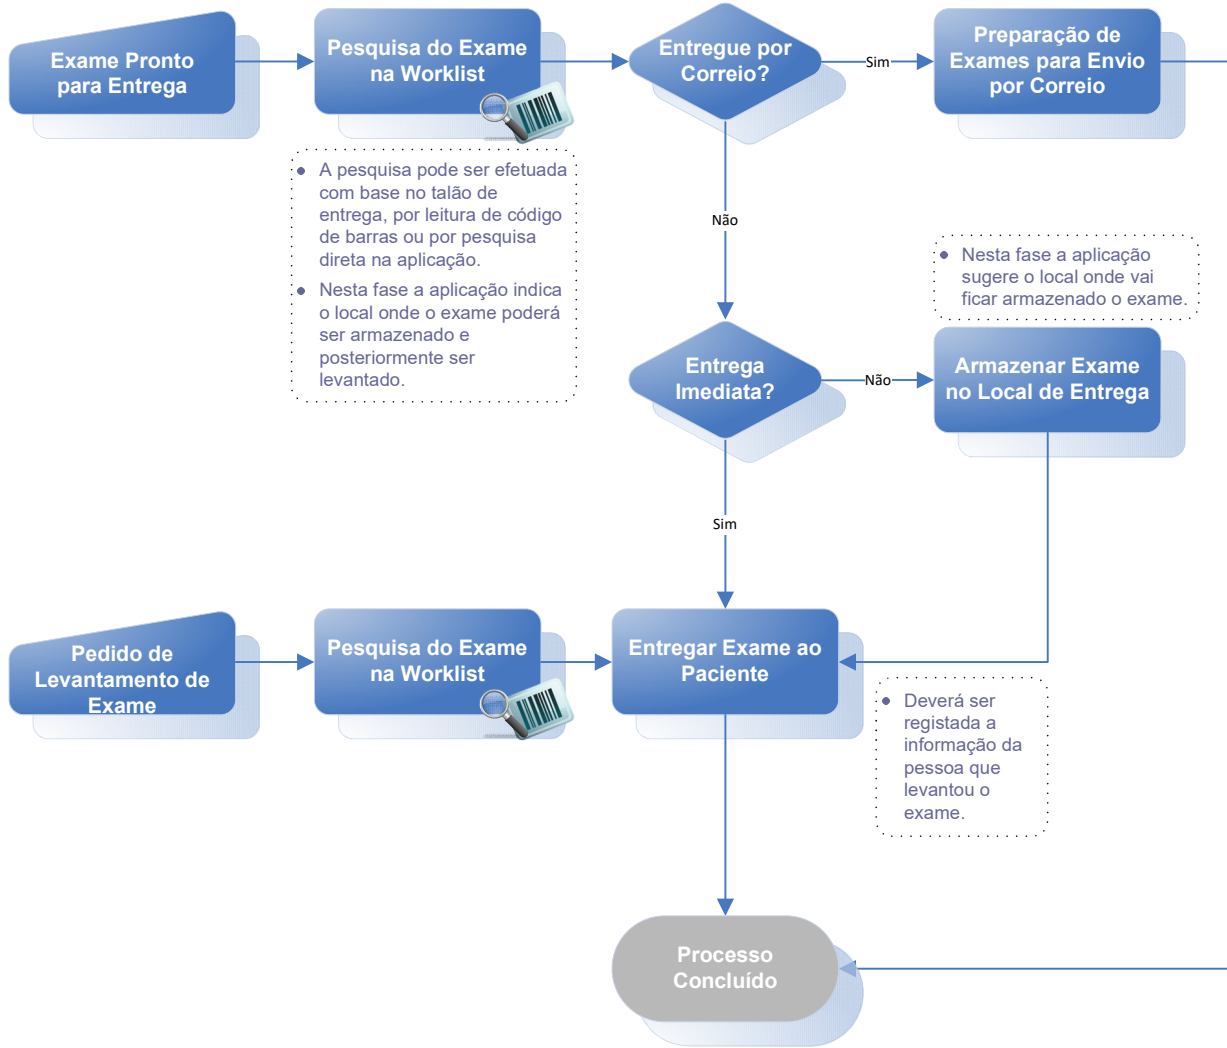 Exame Pronto
para Entrega
Pesquisa do Exame
na Worklist
Entregue por
Correio?
Sim
Preparação de
Exames para Envio
por Correio
A pesquisa pode ser efetuada
com base no talão de
entrega, por leitura de código
de barras ou por pesquisa
direta na aplicação.
Nesta fase a aplicação indica
o local onde o exame poderá
ser armazenado e
posteriormente ser
levantado.
Não
Nesta fase a aplicação
sugere o local onde vai
ficar armazenado o exame.
Entrega
Imediata?
Não
Armazenar Exame
no Local de Entrega
Sim
Pedido de
Levantamento de
Exame
Pesquisa do Exame
na Worklist
Entregar Exame ao
Paciente
Deverá ser
registada a
informação da
pessoa que
levantou o
exame.
Processo
Concluído